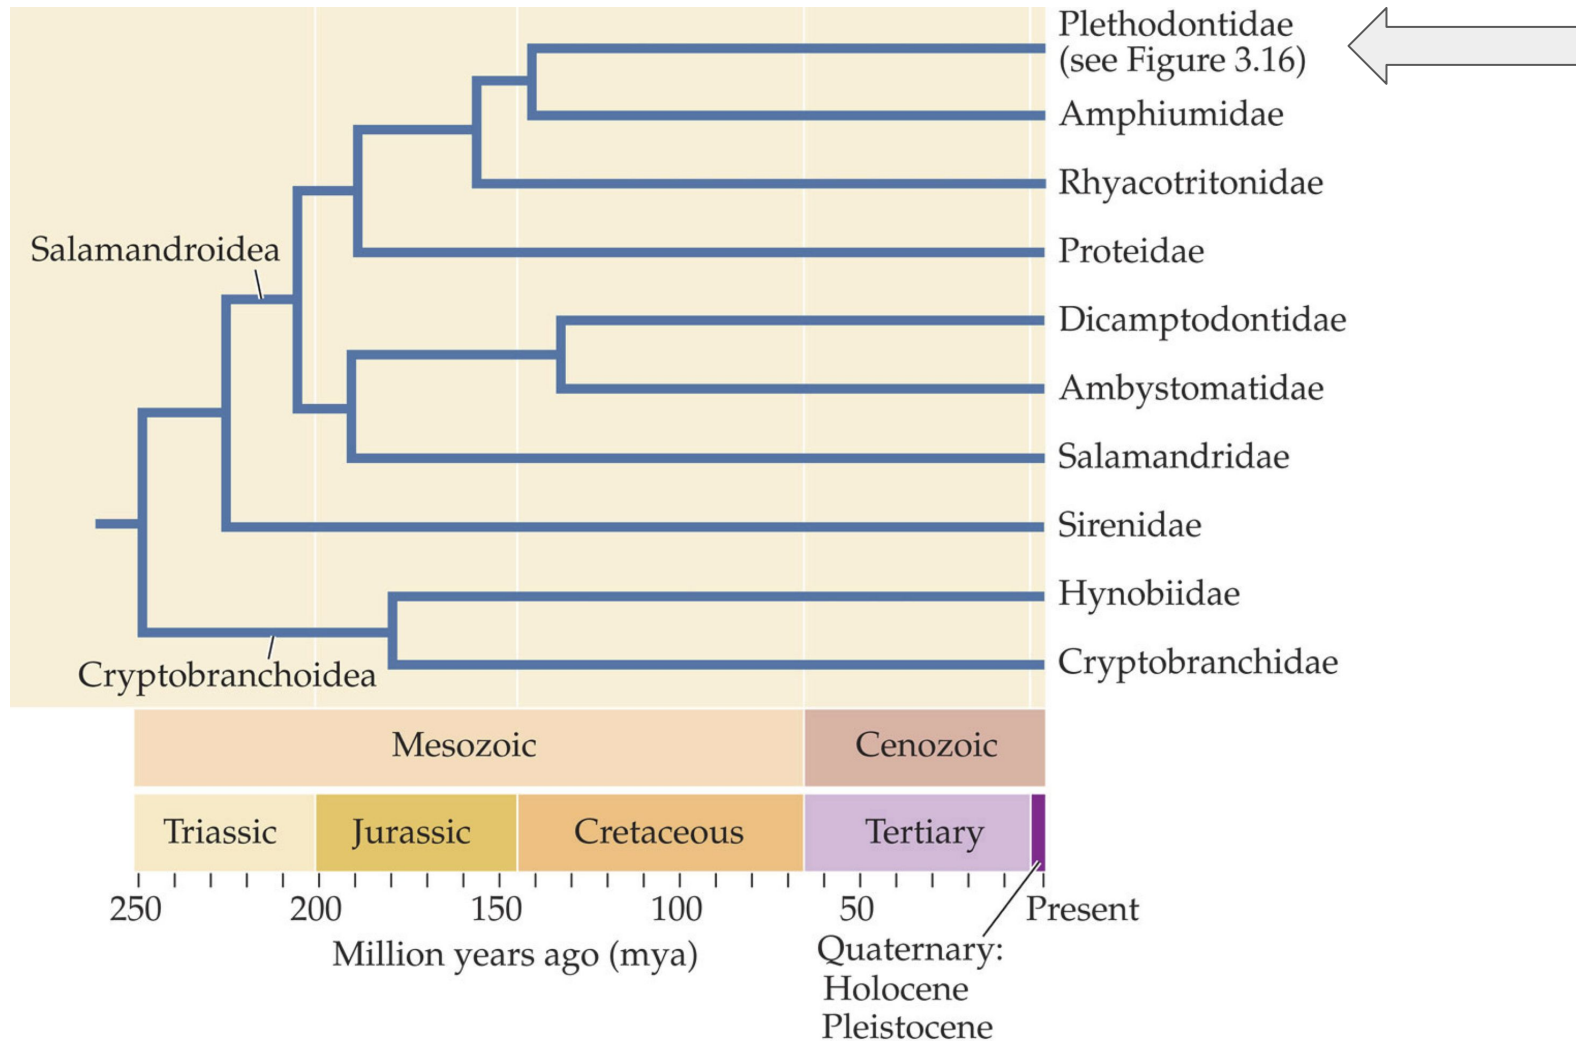 Plethodontidae
(see Figure 3.16)
Amphiumidae
Rhyacotritonidae
Salamandroidea
Proteidae
Dicamptodontidae
Ambystomatidae
Salamandridae
Sirenidae
Hynobiidae
Cryptobranchoidea
Cryptobranchidae
Mesozoic
Cenozoic
Triassic
Jurassic
Cretaceous
Tertiary
250 200 150 100 50 Present
Million years ago (mya)
Quaternary:
Holocene
Pleistocene